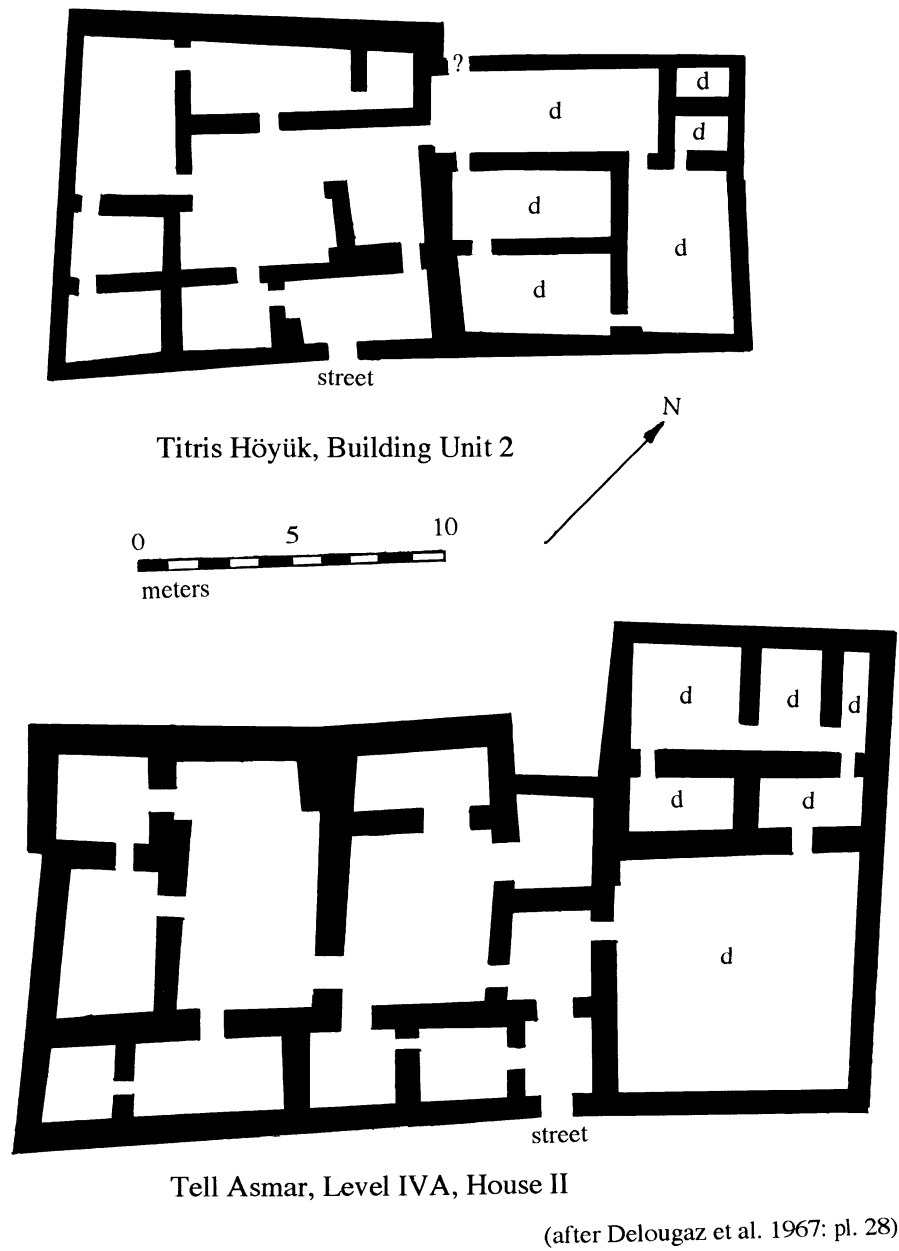 ?
d
d
d
d
d
d
street
N
Titris Höyük, Building Unit 2
0 5 10
meters
d
d
d
d
d
d
street
Tell Asmar, Level IVA, House II
(after Delougaz et al. 1967: pl. 28)